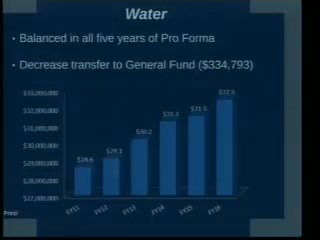 Water
• Balanced in all five years of Pro Forma
• Decrease transfer to General Fund ($334,793)
$33,000,000
$32,000,000
$31,000,000
$30,000,000
$29,000,000
$28,000,000
$27,000,000
$28.6
$29.1
$30.2
$31.2
$31.5
$32.5
FY11
FY12
FY13
FY14
FY15
FY16